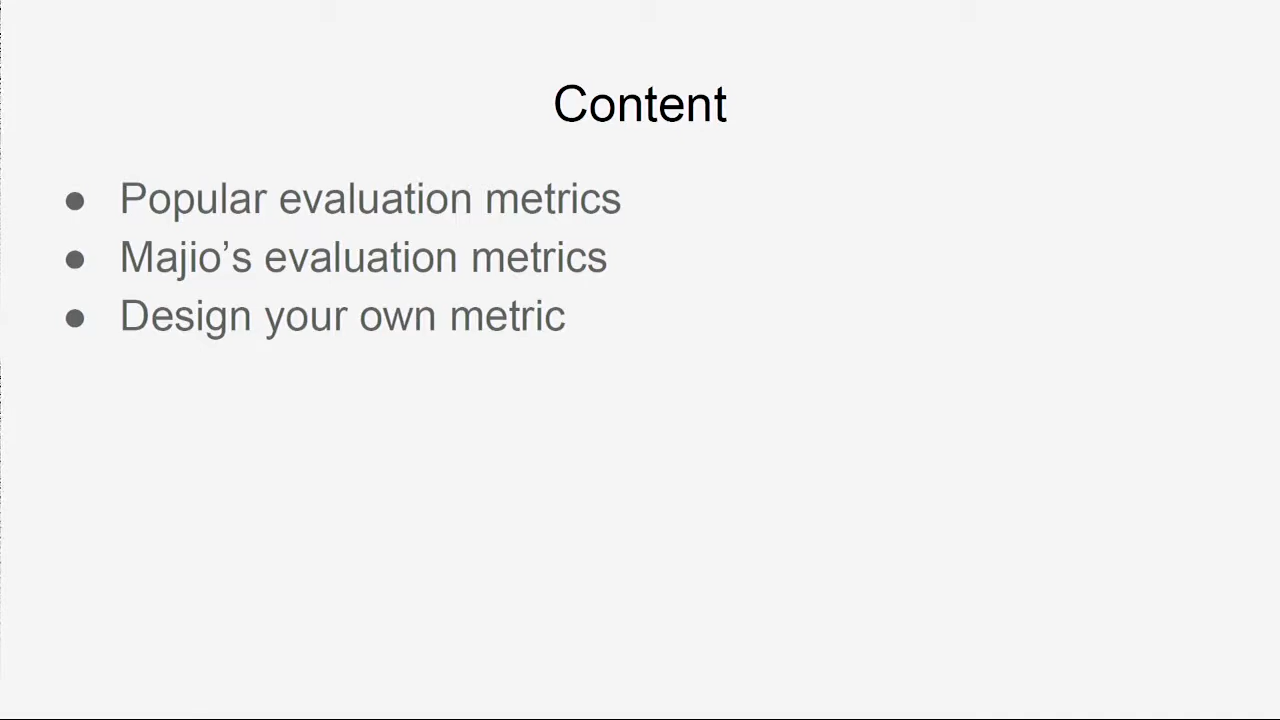 Content
● Popular evaluation metrics
● Majio’s evaluation metrics
● Design your own metric